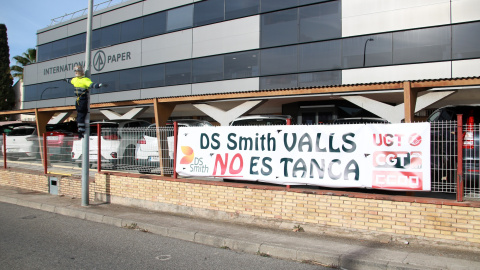 INTERNATIONAL PAPER
DS Smith VALLS
NO ES TANCA
DS
Smith
UGT
CGT
CCOO